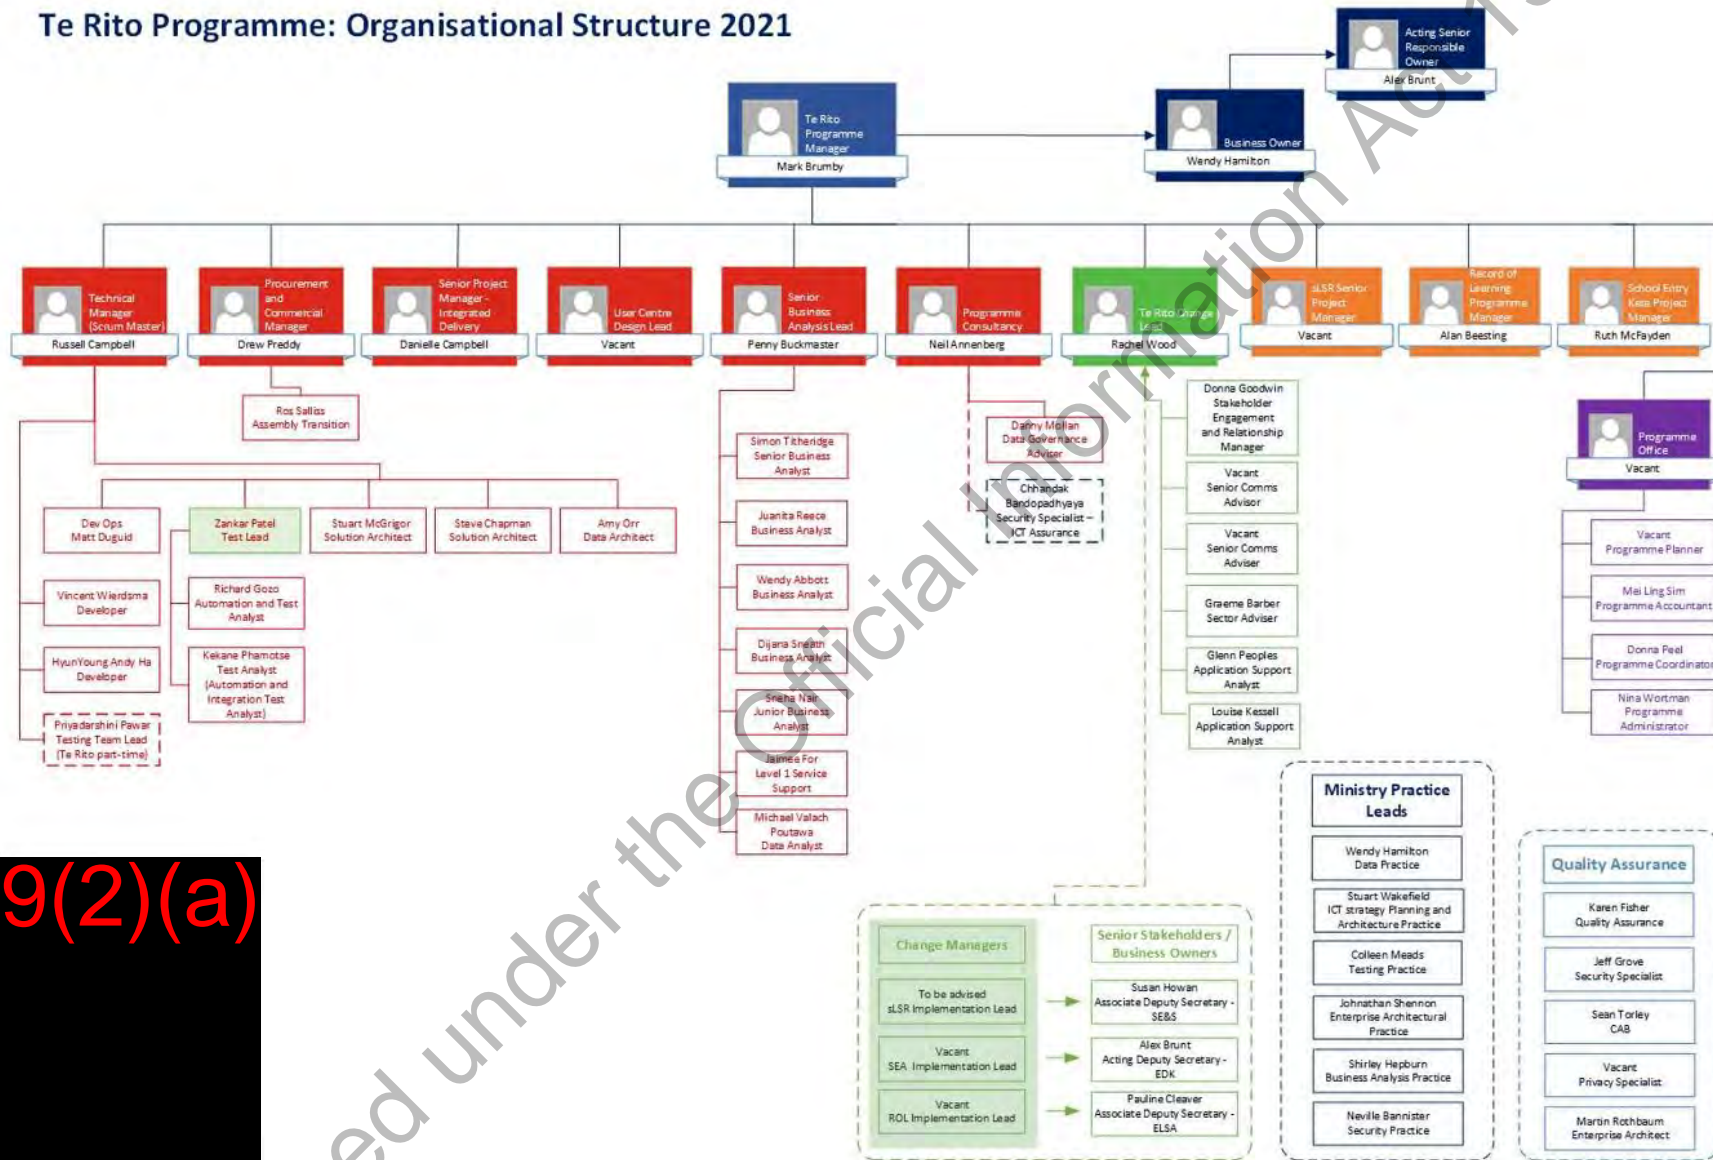 Te Rito Programme: Organisational Structure 2021
Acting Senior
Responsible
Owner
Alex Brunt
Te Rito
Programme
Manager
Mark Brumby
Business Owner
Wendy Hamilton
Technical
Manager
(Scrum Master)
Russell Campbell
Procurement
and
Commercial
Manager
Drew Preddy
Senior Project
Manager -
Integrated
Delivery
Danielle Campbell
User Centre
Design Lead
Vacant
Senior
Business
Analysis Lead
Penny Buckmaster
Programme
Consultancy
Neil Annenberg
Te Rito Change
Lead
Rachel Wood
sLSR Senior
Project
Manager
Vacant
Record of
Learning
Programme
Manager
Alan Beesting
School Entry
Kete Project
Manager
Ruth McFayden
Ros Salliss
Assembly Transition
Dev Ops
Matt Duguid
Zankar Patel
Test Lead
Stuart McGrigor
Solution Architect
Steve Chapman
Solution Architect
Amy Orr
Data Architect
Vincent Wierdsma
Developer
Richard Gozo
Automation and Test
Analyst
HyunYoung Andy Ha
Developer
Kekane Phamotse
Test Analyst
(Automation and
Integration Test
Analyst)
Priyadarshini Pawar
Testing Team Lead
(Te Rito part-time)
Simon Titheridge
Senior Business
Analyst
Juanita Reece
Business Analyst
Wendy Abbott
Business Analyst
Dijana Sneath
Business Analyst
Sneha Nair
Junior Business
Analyst
Jaimee For
Level 1 Service
Support
Michael Valach
Poutawa
Data Analyst
Danny Mollan
Data Governance
Adviser
Chhandak
Bandopadhyaya
Security Specialist –
ICT Assurance
Donna Goodwin
Stakeholder
Engagement
and Relationship
Manager
Vacant
Senior Comms
Advisor
Vacant
Senior Comms
Adviser
Graeme Barber
Sector Adviser
Glenn Peoples
Application Support
Analyst
Louise Kessell
Application Support
Analyst
Programme
Office
Vacant
Vacant
Programme Planner
Mei Ling Sim
Programme Accountant
Donna Peel
Programme Coordinator
Nina Wortman
Programme
Administrator
9(2)(a)
Change Managers
Senior Stakeholders /
Business Owners
To be advised
sLSR Implementation Lead
Susan Howan
Associate Deputy Secretary -
SE&S
Vacant
SEA Implementation Lead
Alex Brunt
Acting Deputy Secretary -
EDK
Vacant
ROL Implementation Lead
Pauline Cleaver
Associate Deputy Secretary -
ELSA
Ministry Practice
Leads
Wendy Hamilton
Data Practice
Stuart Wakefield
ICT strategy Planning and
Architecture Practice
Colleen Meads
Testing Practice
Johnathan Shennon
Enterprise Architectural
Practice
Shirley Hepburn
Business Analysis Practice
Neville Bannister
Security Practice
Quality Assurance
Karen Fisher
Quality Assurance
Jeff Grove
Security Specialist
Sean Torley
CAB
Vacant
Privacy Specialist
Martin Rothbaum
Enterprise Architect
ed under the Official Information Act 1